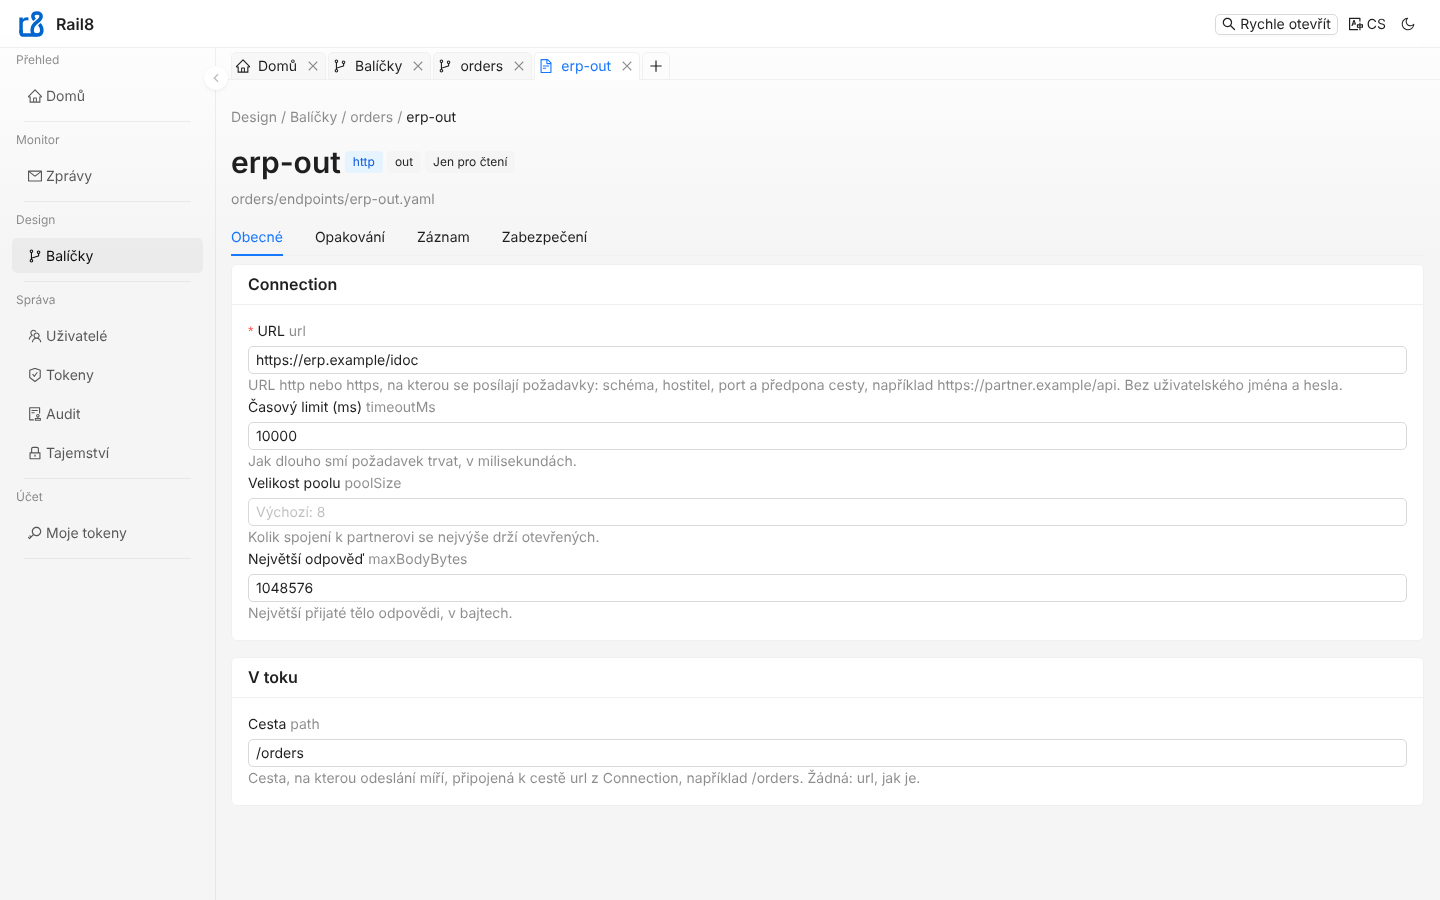 r8 Rail8
Rychle otevřít
CS
Přehled
Domů
Monitor
Zprávy
Design
Balíčky
Správa
Uživatelé
Tokeny
Audit
Tajemství
Účet
Moje tokeny
Domů
Balíčky
orders
erp-out
Design / Balíčky / orders / erp-out
erp-out http out Jen pro čtení
orders/endpoints/erp-out.yaml
Obecné Opakování Záznam Zabezpečení
Connection
* URL url
https://erp.example/idoc
URL http nebo https, na kterou se posílají požadavky: schéma, hostitel, port a předpona cesty, například https://partner.example/api. Bez uživatelského jména a hesla.
Časový limit (ms) timeoutMs
10000
Jak dlouho smí požadavek trvat, v milisekundách.
Velikost poolu poolSize
Výchozí: 8
Kolik spojení k partnerovi se nejvýše drží otevřených.
Největší odpověď maxBodyBytes
1048576
Největší přijaté tělo odpovědi, v bajtech.
V toku
Cesta path
/orders
Cesta, na kterou odeslání míří, připojená k cestě url z Connection, například /orders. Žádná: url, jak je.